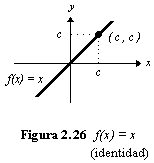 y
c
( c , c )
x
c
f(x) = x
Figura 2.26 f(x) = x
(identidad)